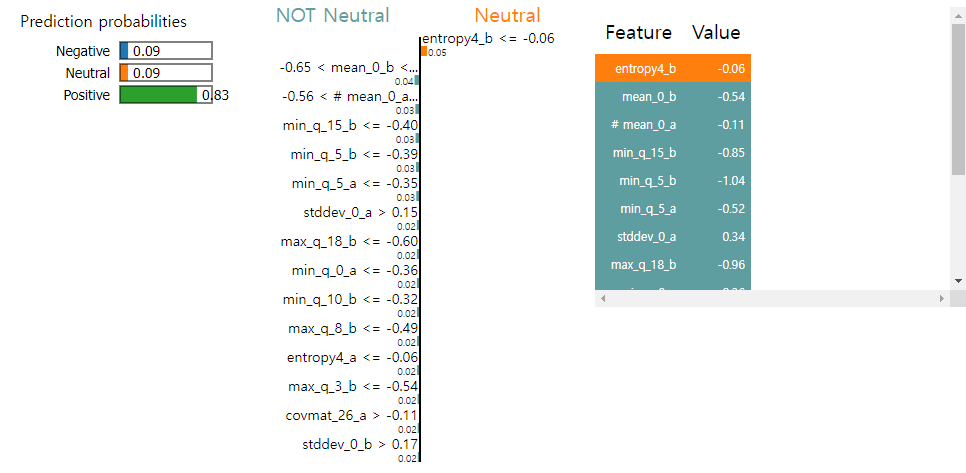 Prediction probabilities
Negative 0.09
Neutral 0.09
Positive 0.83
NOT Neutral
Neutral
entropy4_b <= -0.06
0.05
-0.65 < mean_0_b <...
0.04
-0.56 < # mean_0_a...
0.03
min_q_15_b <= -0.40
0.03
min_q_5_b <= -0.39
0.03
min_q_5_a <= -0.35
0.03
stddev_0_a > 0.15
0.02
max_q_18_b <= -0.60
0.02
min_q_0_a <= -0.36
0.02
min_q_10_b <= -0.32
0.02
max_q_8_b <= -0.49
0.02
entropy4_a <= -0.06
0.02
max_q_3_b <= -0.54
0.02
covmat_26_a > -0.11
0.02
stddev_0_b > 0.17
0.02
Feature Value
entropy4_b -0.06
mean_0_b -0.54
# mean_0_a -0.11
min_q_15_b -0.85
min_q_5_b -1.04
min_q_5_a -0.52
stddev_0_a 0.34
max_q_18_b -0.96